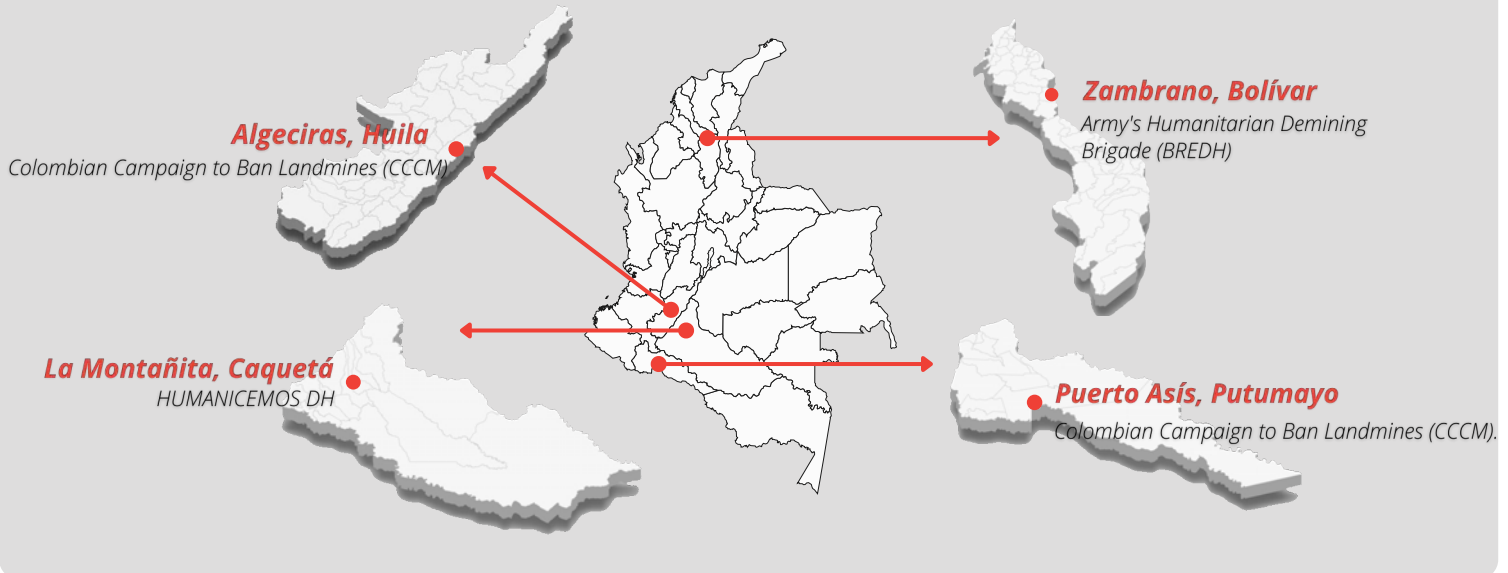 Algeciras, Huila
Colombian Campaign to Ban Landmines (CCCM)
Zambrano, Bolívar
Army's Humanitarian Demining
Brigade (BREDH)
La Montañita, Caquetá
HUMANICEMOS DH
Puerto Asís, Putumayo
Colombian Campaign to Ban Landmines (CCCM).